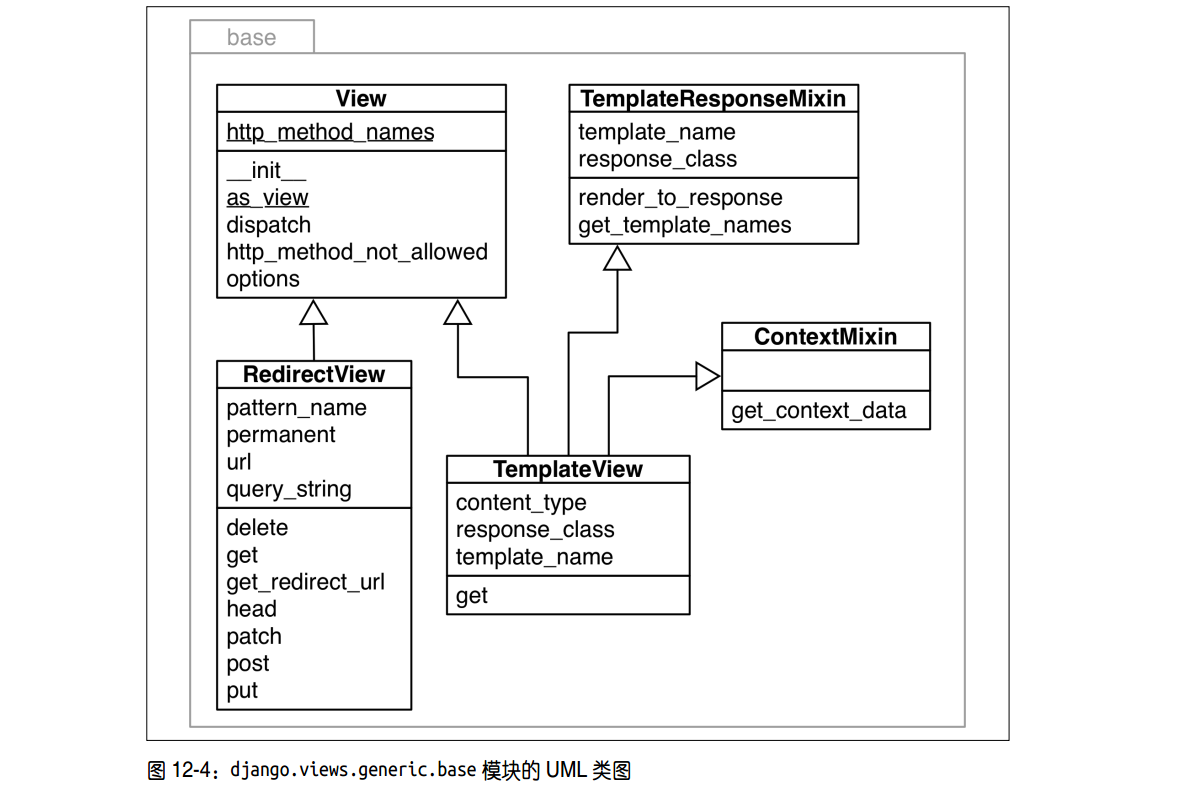 base
View
http_method_names
__init__
as_view
dispatch
http_method_not_allowed
options
TemplateResponseMixin
template_name
response_class
render_to_response
get_template_names
ContextMixin
get_context_data
RedirectView
pattern_name
permanent
url
query_string
delete
get
get_redirect_url
head
patch
post
put
TemplateView
content_type
response_class
template_name
get
图 12-4：django.views.generic.base 模块的 UML 类图